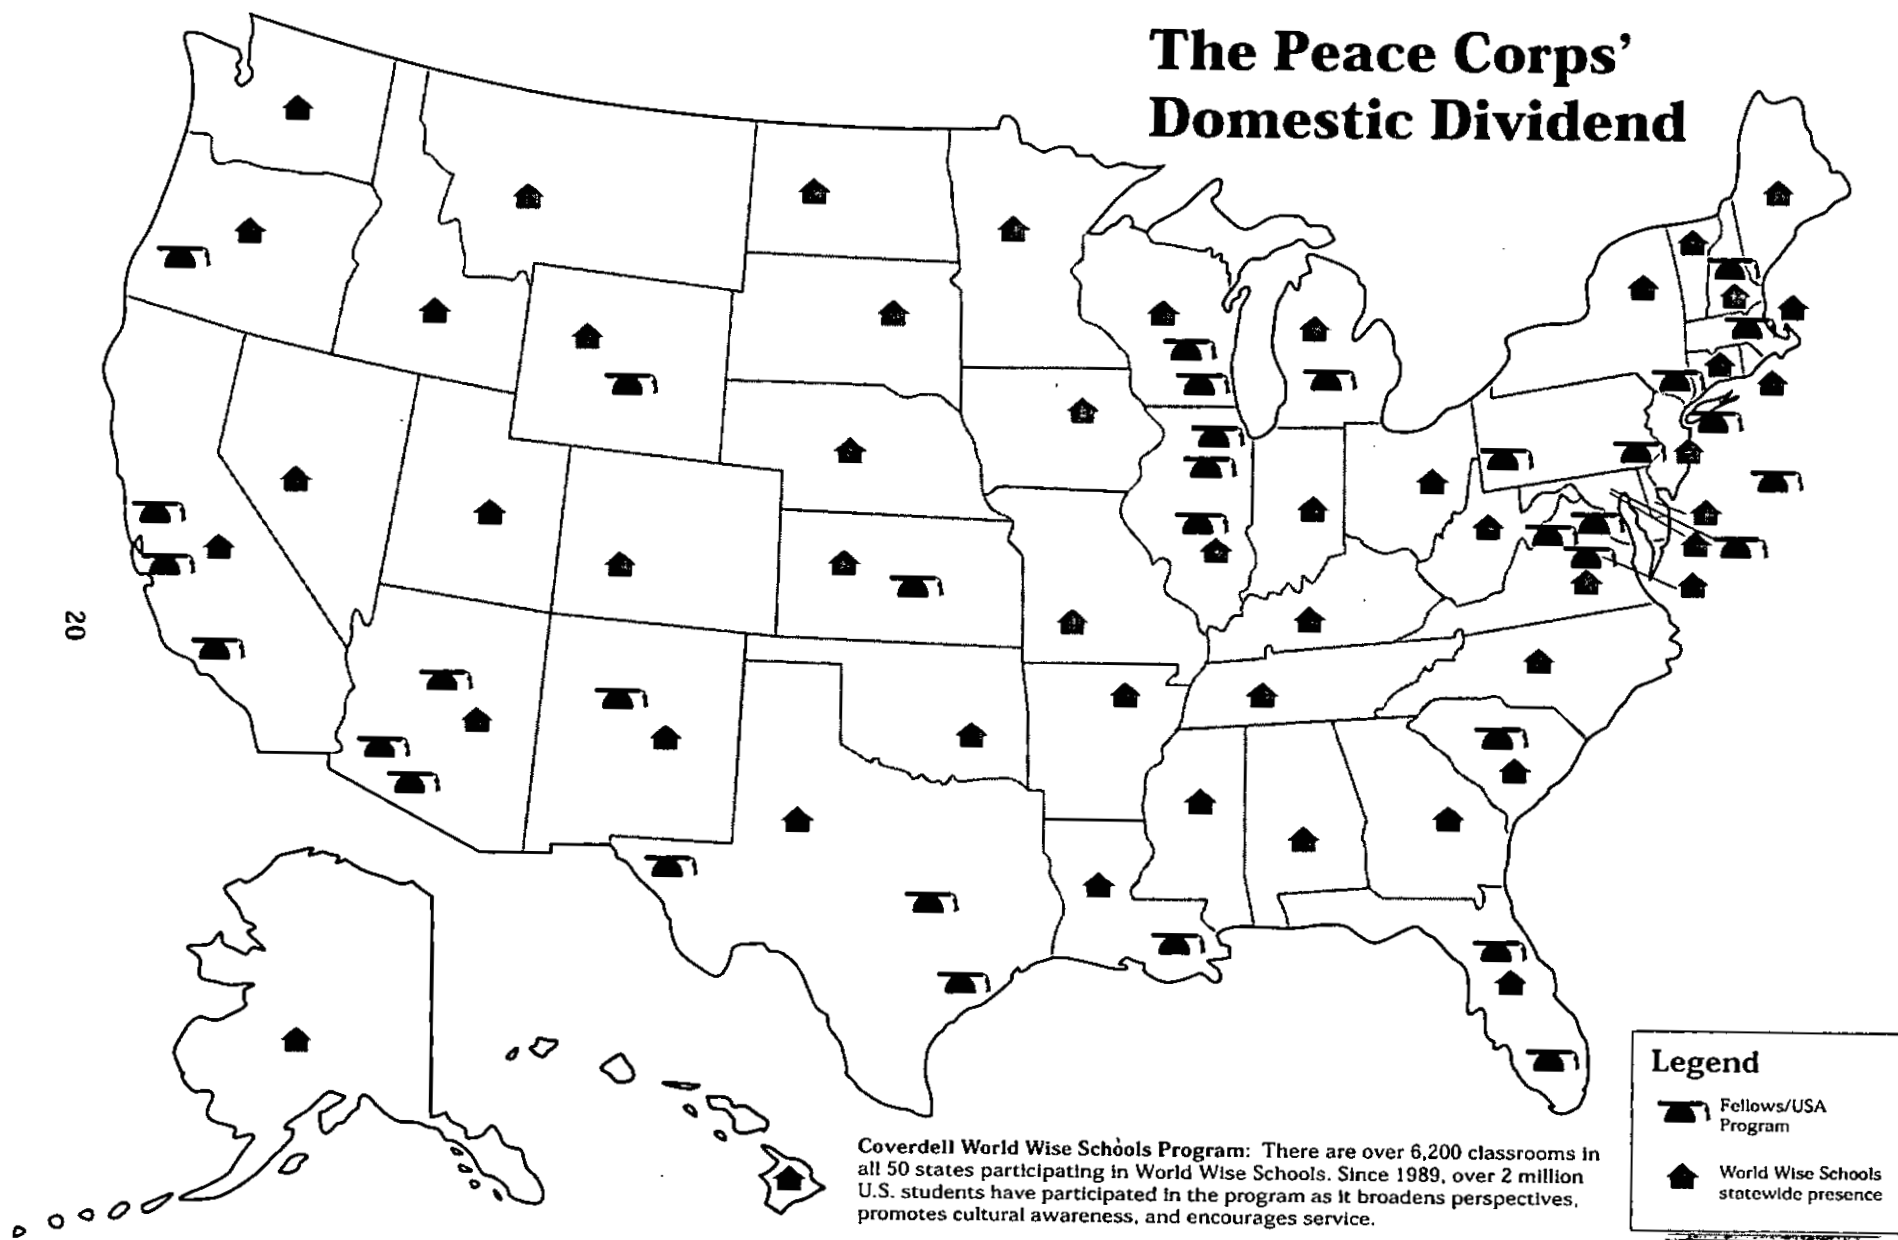 The Peace Corps'
Domestic Dividend
20
Coverdell World Wise Schools Program: There are over 6,200 classrooms in
all 50 states participating in World Wise Schools. Since 1989, over 2 million
U.S. students have participated in the program as it broadens perspectives,
promotes cultural awareness, and encourages service.
Legend
Fellows/USA
Program
World Wise Schools
statewide presence